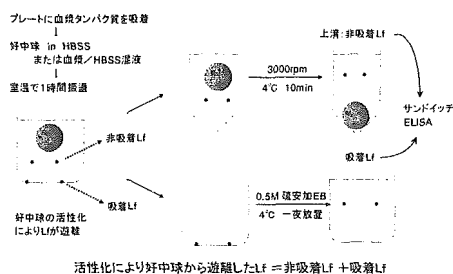 プレートに血漿タンパク質を吸着
好中球 in HBSS
または血漿/HBSS混液
室温で1時間振盪
非吸着Lf
吸着Lf
好中球の活性化
によりLfが遊離
3000rpm
4℃ 10min
上清:非吸着Lf
サンドイッチ
ELISA
吸着Lf
0.5M 硫安加EB
4℃ 一夜放置
活性化により好中球から遊離したLf =非吸着Lf +吸着Lf